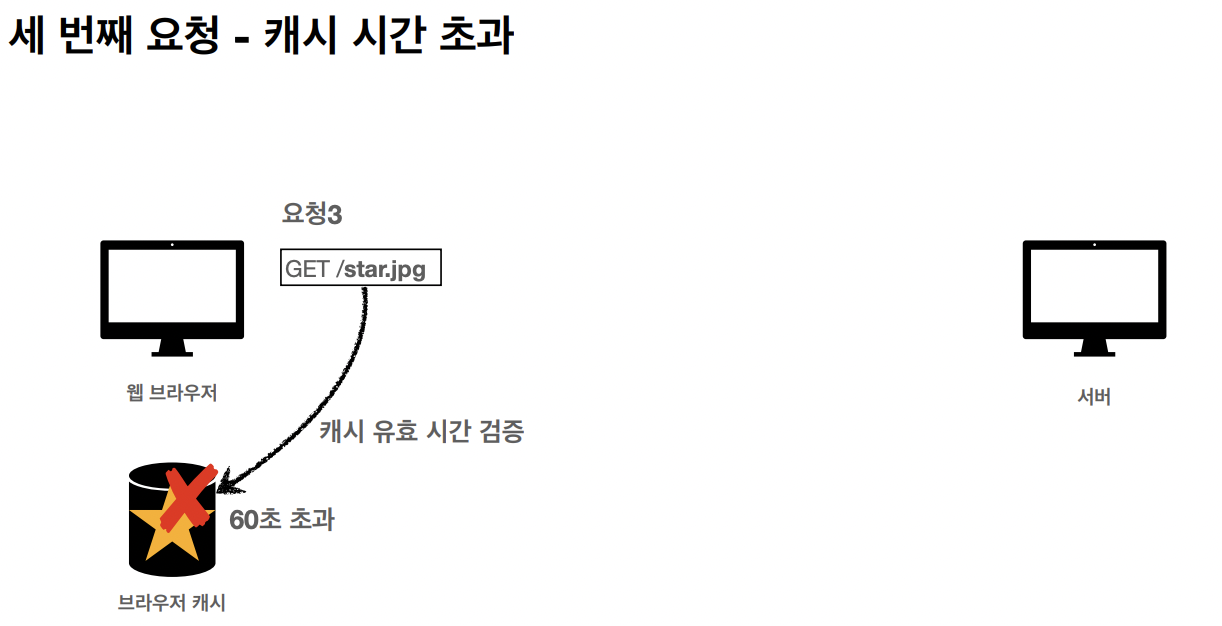 세 번째 요청 - 캐시 시간 초과
요청3
GET /star.jpg
웹 브라우저
서버
캐시 유효 시간 검증
60초 초과
브라우저 캐시